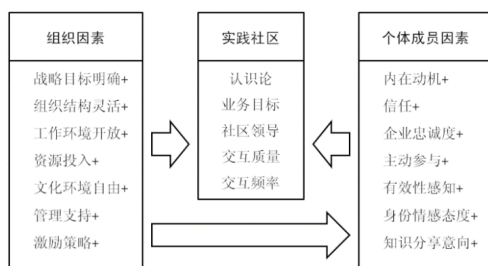 组织因素
战略目标明确+
组织结构灵活+
工作环境开放+
资源投入+
文化环境自由+
管理支持+
激励策略+
实践社区
认识论
业务目标
社区领导
交互质量
交互频率
个体成员因素
内在动机+
信任+
企业忠诚度+
主动参与+
有效性感知+
身份情感态度+
知识分享意向+